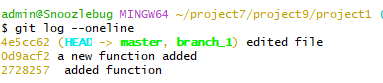 admin@Snoozlebug MINGW64 ~/project7/project9/project1 (
$ git log --oneline
4e5cc62 (HEAD -> master, branch_1) edited file
0d9acf2 a new function added
2728257  added function